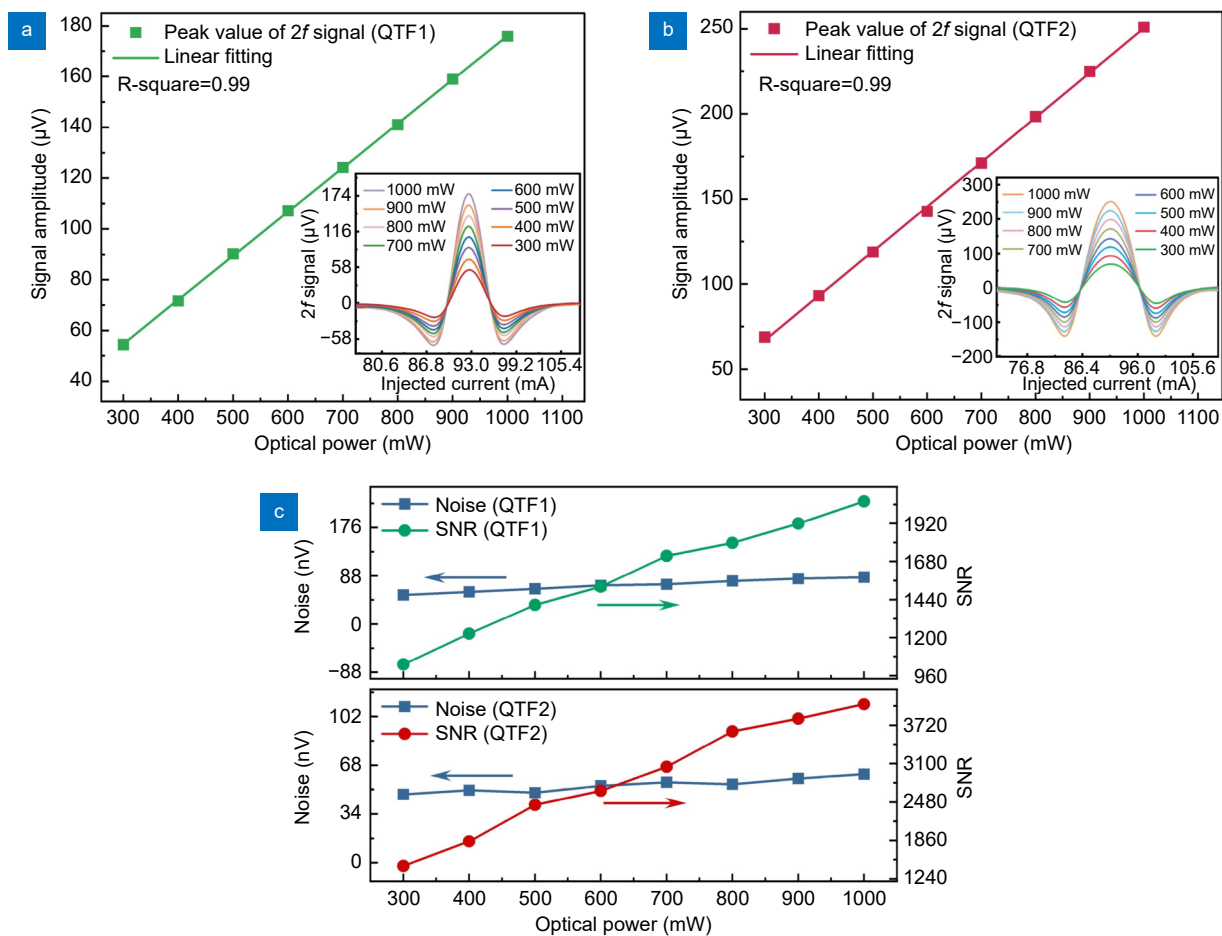 a
Peak value of 2f signal (QTF1)
Linear fitting
R-square=0.99
Signal amplitude (μV)
180
160
140
120
100
80
60
40
300 400 500 600 700 800 900 1000 1100
Optical power (mW)
2f signal (μV)
174
116
58
0
−58
1000 mW 600 mW
900 mW 500 mW
800 mW 400 mW
700 mW 300 mW
80.6 86.8 93.0 99.2 105.4
Injected current (mA)
b
Peak value of 2f signal (QTF2)
Linear fitting
R-square=0.99
Signal amplitude (μV)
250
200
150
100
50
300 400 500 600 700 800 900 1000 1100
Optical power (mW)
2f signal (μV)
300
200
100
0
−100
−200
1000 mW 600 mW
900 mW 500 mW
800 mW 400 mW
700 mW 300 mW
76.8 86.4 96.0 105.6
Injected current (mA)
c
Noise (QTF1)
SNR (QTF1)
Noise (nV)
176
88
0
−88
1920
1680
1440
1200
960
SNR
Noise (QTF2)
SNR (QTF2)
Noise (nV)
102
68
34
0
3720
3100
2480
1860
1240
SNR
300 400 500 600 700 800 900 1000
Optical power (mW)